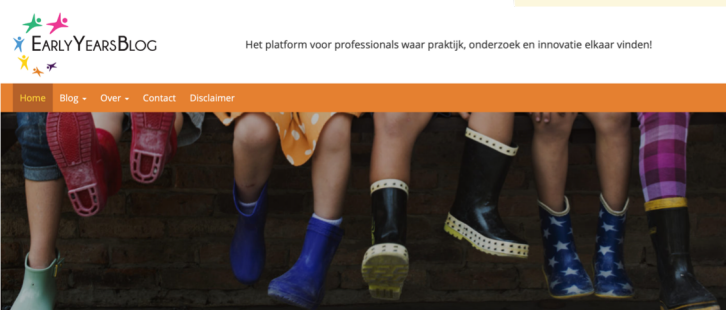 EarlyYearsBlog
Het platform voor professionals waar praktijk, onderzoek en innovatie elkaar vinden!
Home Blog Over Contact Disclaimer